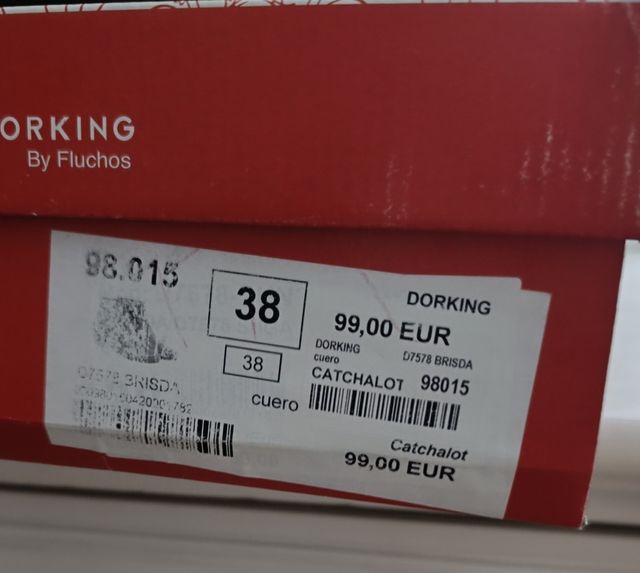 ORKING
By Fluchos
98.015
38
38
D7578 BRISDA
cuero
DORKING
99,00 EUR
DORKING
cuero
D7578 BRISDA
CATCHALOT 98015
Catchalot
99,00 EUR